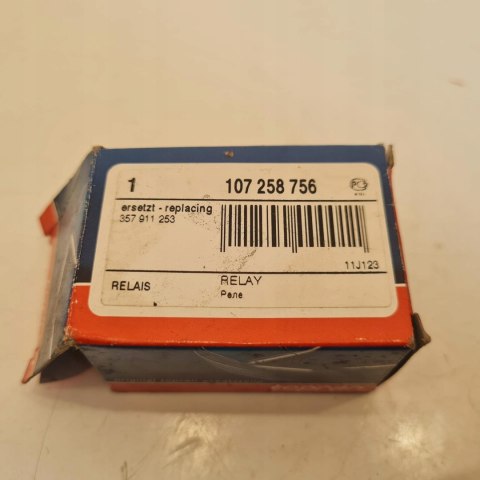 1 107 258 756
ersetzt - replacing
357 911 253
11J123
RELAIS
RELAY
Реле